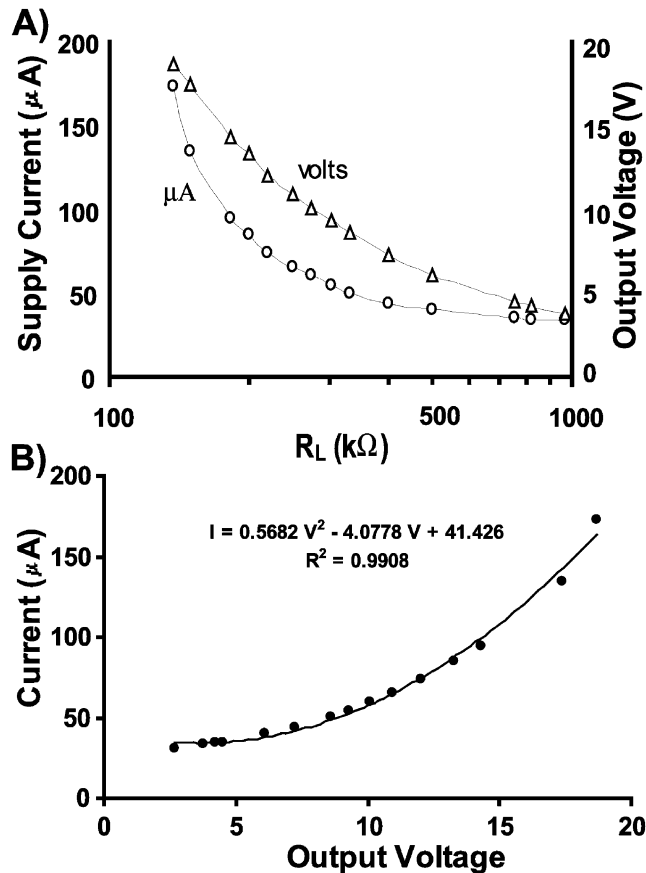 A)
Supply Current (μA)
200
150
100
50
0
μA
volts
20
15
10
5
0
Output Voltage (V)
100
500
1000
R_L (kΩ)
B)
Current (μA)
200
150
100
50
0
I = 0.5682 V² - 4.0778 V + 41.426
R² = 0.9908
0
5
10
15
20
Output Voltage